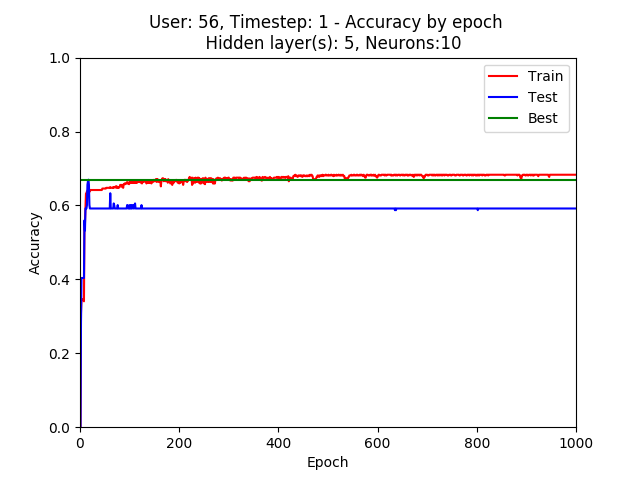 User: 56, Timestep: 1 - Accuracy by epoch
Hidden layer(s): 5, Neurons:10
1.0
0.8
0.6
0.4
0.2
0.0
Accuracy
Train
Test
Best
0 200 400 600 800 1000
Epoch